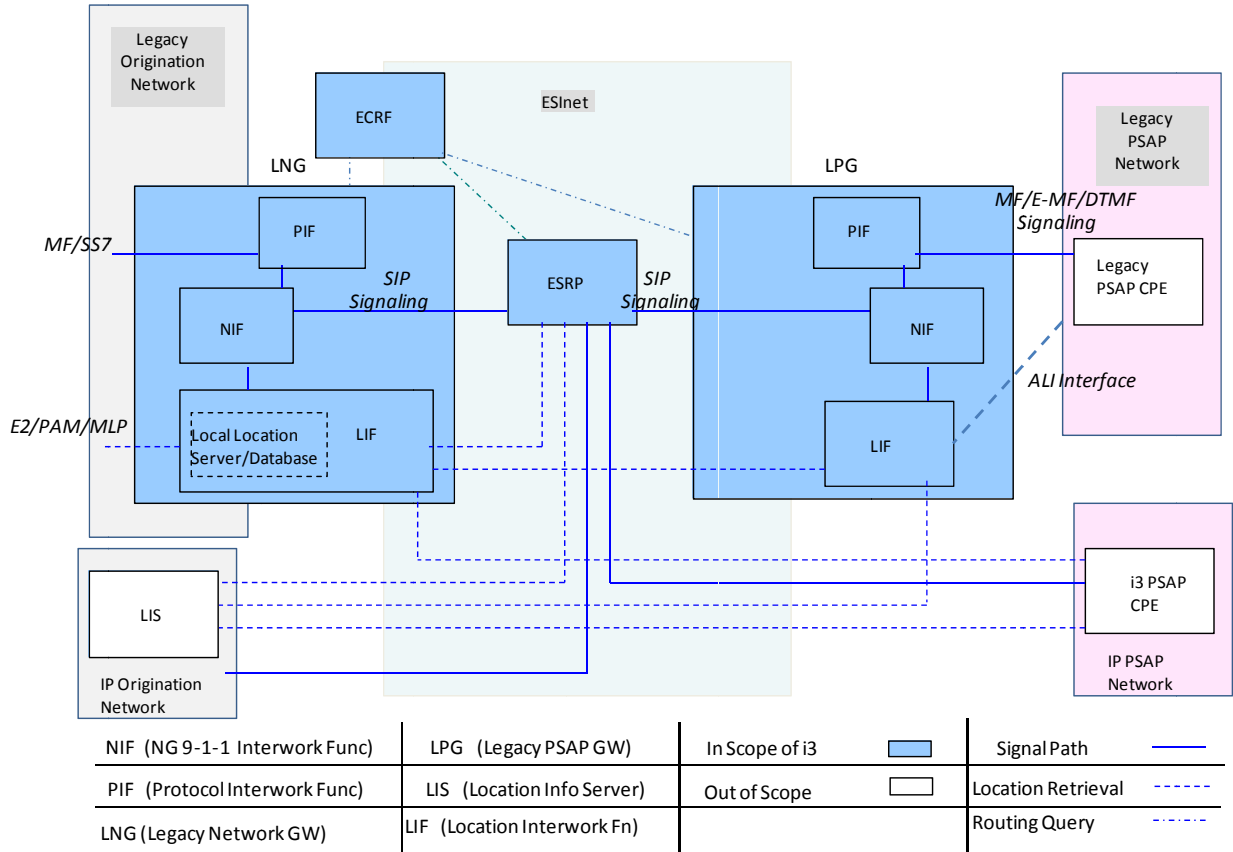 Legacy
Origination
Network
ECRF
ESInet
Legacy
PSAP
Network
LNG
LPG
MF/E-MF/DTMF
Signaling
PIF
PIF
MF/SS7
SIP
Signaling
ESRP
SIP
Signaling
Legacy
PSAP CPE
NIF
NIF
ALI Interface
E2/PAM/MLP
Local Location
Server/Database
LIF
LIF
LIS
i3 PSAP
CPE
IP Origination
Network
IP PSAP
Network
NIF (NG 9-1-1 Interwork Func)
LPG (Legacy PSAP GW)
In Scope of i3
Signal Path
PIF (Protocol Interwork Func)
LIS (Location Info Server)
Out of Scope
Location Retrieval
LNG (Legacy Network GW)
LIF (Location Interwork Fn)
Routing Query